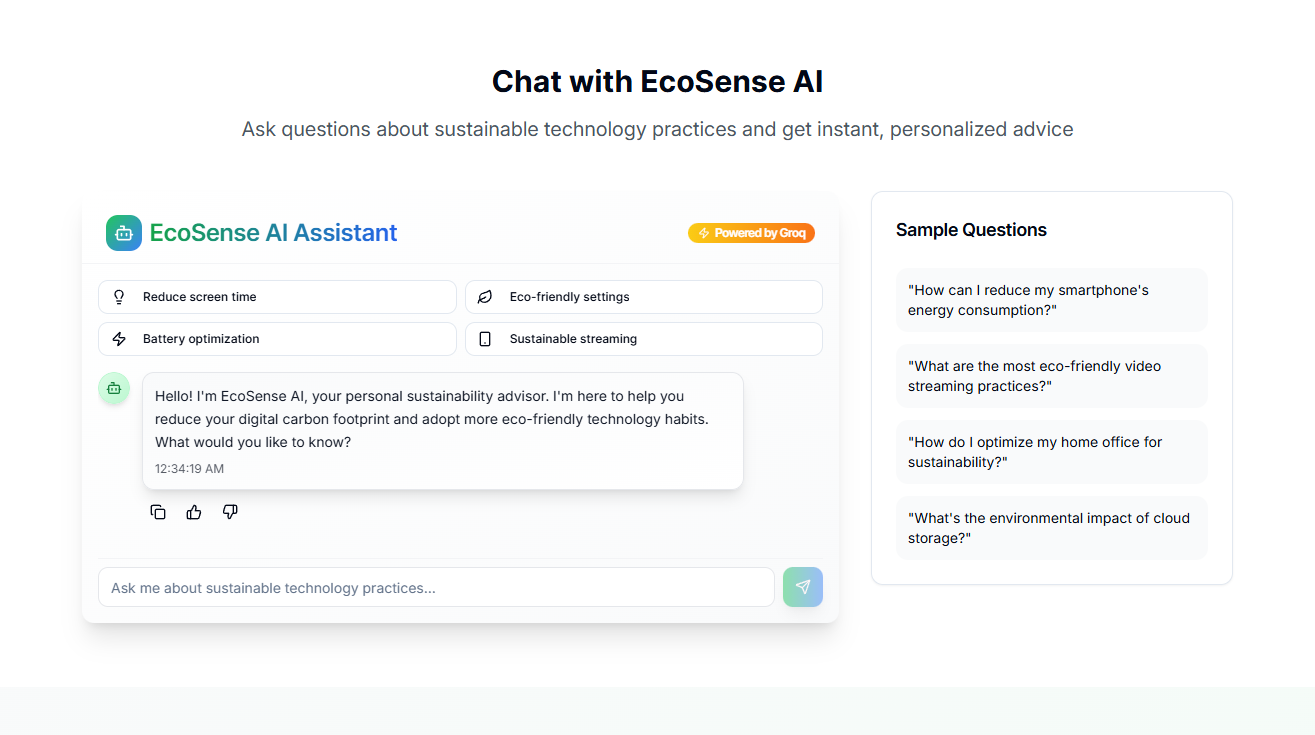 Chat with EcoSense AI
Ask questions about sustainable technology practices and get instant, personalized advice
EcoSense AI Assistant
Powered by Groq
Reduce screen time
Eco-friendly settings
Battery optimization
Sustainable streaming
Hello! I'm EcoSense AI, your personal sustainability advisor. I'm here to help you
reduce your digital carbon footprint and adopt more eco-friendly technology habits.
What would you like to know?
12:34:19 AM
Ask me about sustainable technology practices...
Sample Questions
"How can I reduce my smartphone's
energy consumption?"
"What are the most eco-friendly video
streaming practices?"
"How do I optimize my home office for
sustainability?"
"What's the environmental impact of cloud
storage?"